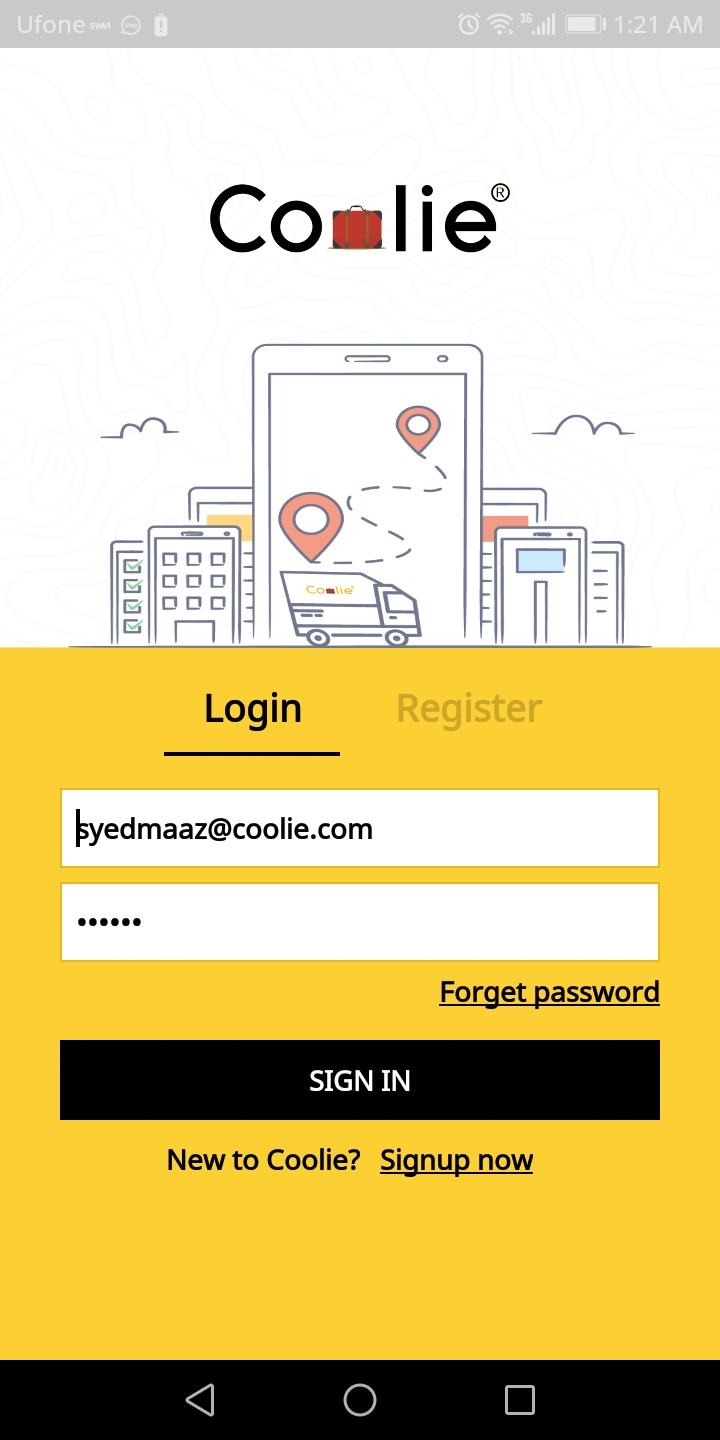 Ufone 3G 1:21 AM
Coolie®
Coolie
Login Register
syedmaaz@coolie.com
••••••
Forget password
SIGN IN
New to Coolie? Signup now